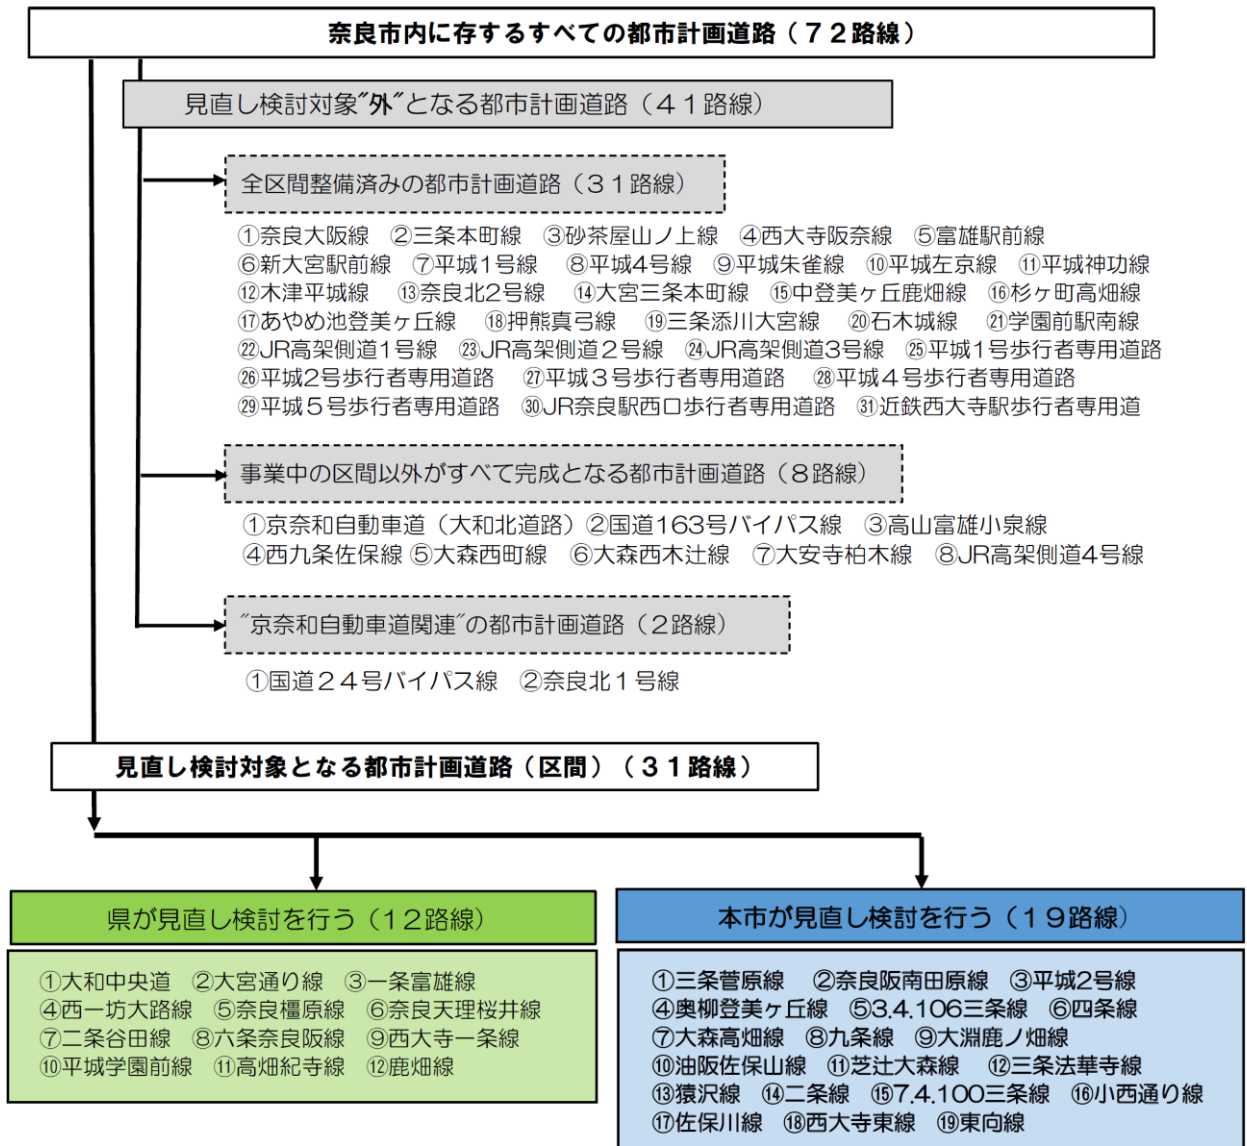 奈良市内に存するすべての都市計画道路（７２路線）
見直し検討対象"外"となる都市計画道路（４１路線）
全区間整備済みの都市計画道路（３１路線）
①奈良大阪線　②三条本町線　③砂茶屋山ノ上線　④西大寺阪奈線　⑤富雄駅前線
⑥新大宮駅前線　⑦平城1号線　⑧平城4号線　⑨平城朱雀線　⑩平城左京線　⑪平城神功線
⑫木津平城線　⑬奈良北2号線　⑭大宮三条本町線　⑮中登美ヶ丘鹿畑線　⑯杉ヶ町高畑線
⑰あやめ池登美ヶ丘線　⑱押熊真弓線　⑲三条添川大宮線　⑳石木城線　㉑学園前駅南線
㉒JR高架側道1号線　㉓JR高架側道２号線　㉔JR高架側道3号線　㉕平城1号歩行者専用道路
㉖平城2号歩行者専用道路　㉗平城３号歩行者専用道路　㉘平城４号歩行者専用道路
㉙平城５号歩行者専用道路　㉚JR奈良駅西口歩行者専用道路　㉛近鉄西大寺駅歩行者専用道
事業中の区間以外がすべて完成となる都市計画道路（８路線）
①京奈和自動車道（大和北道路）②国道163号バイパス線　③高山富雄小泉線
④西九条佐保線 ⑤大森西町線　⑥大森西木辻線　⑦大安寺柏木線　⑧JR高架側道4号線
"京奈和自動車道関連"の都市計画道路（２路線）
①国道２４号バイパス線　②奈良北１号線
見直し検討対象となる都市計画道路（区間）（３１路線）
県が見直し検討を行う（１２路線）
①大和中央道　②大宮通り線　③一条富雄線
④西一坊大路線　⑤奈良橿原線　⑥奈良天理桜井線
⑦二条谷田線　⑧六条奈良阪線　⑨西大寺一条線
⑩平城学園前線　⑪高畑紀寺線　⑫鹿畑線
本市が見直し検討を行う（１９路線）
①三条菅原線　②奈良阪南田原線　③平城2号線
④奥柳登美ヶ丘線　⑤3.4.106三条線　⑥四条線
⑦大森高畑線　⑧九条線　⑨大渕鹿ノ畑線
⑩油阪佐保山線　⑪芝辻大森線　⑫三条法華寺線
⑬猿沢線　⑭二条線　⑮7.4.100三条線　⑯小西通り線
⑰佐保川線　⑱西大寺東線　⑲東向線